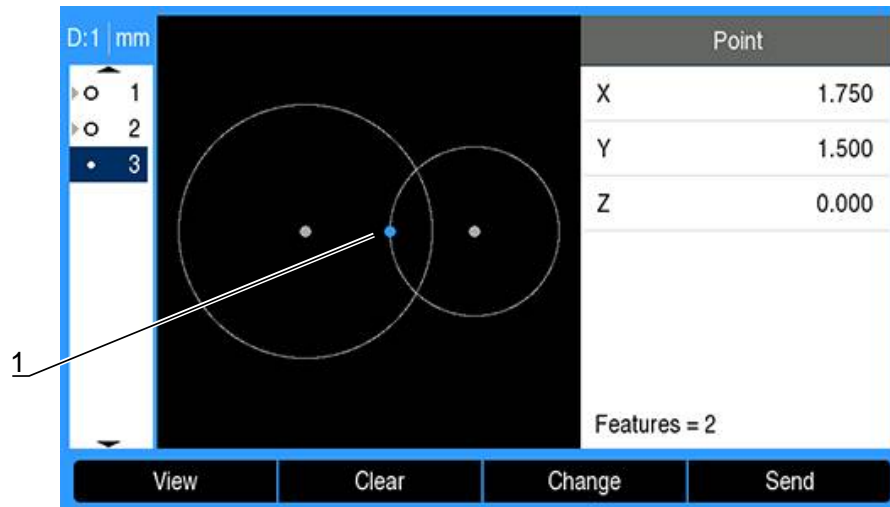 D:1 mm
Point
1
2
3
X 1.750
Y 1.500
Z 0.000
1
Features = 2
View Clear Change Send